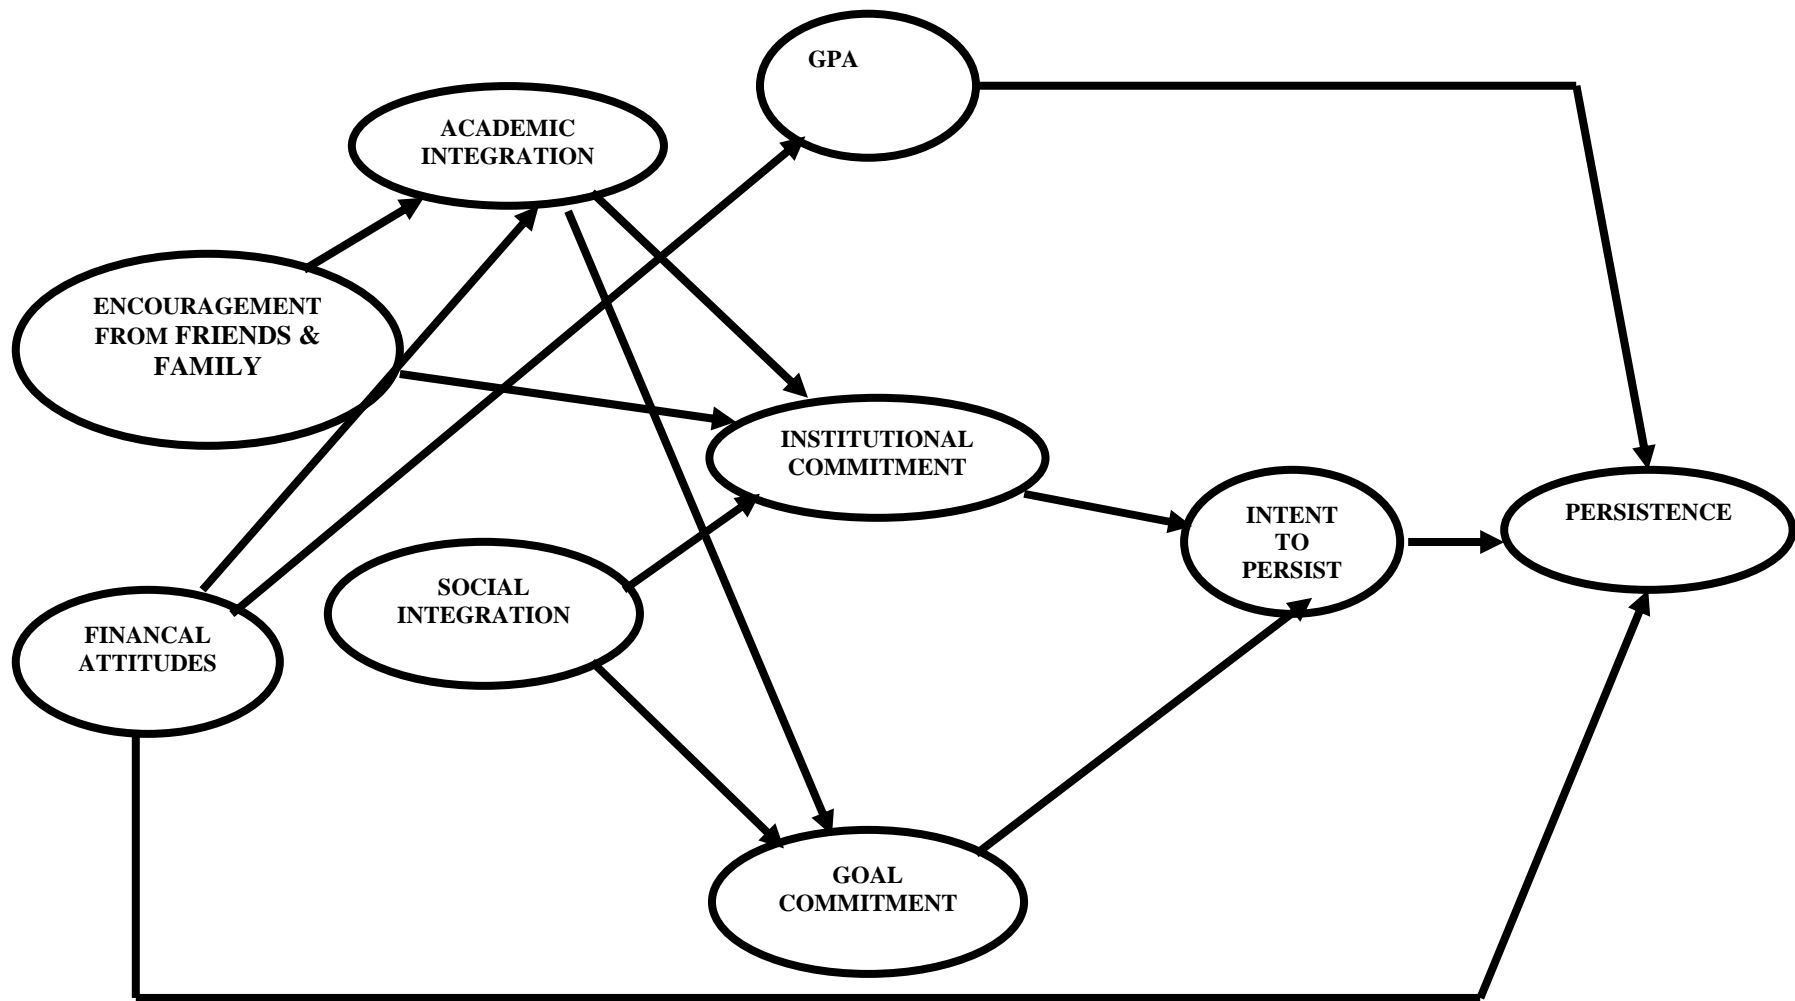 GPA
ACADEMIC
INTEGRATION
ENCOURAGEMENT
FROM FRIENDS &
FAMILY
INSTITUTIONAL
COMMITMENT
INTENT
TO
PERSIST
PERSISTENCE
SOCIAL
INTEGRATION
FINANCAL
ATTITUDES
GOAL
COMMITMENT